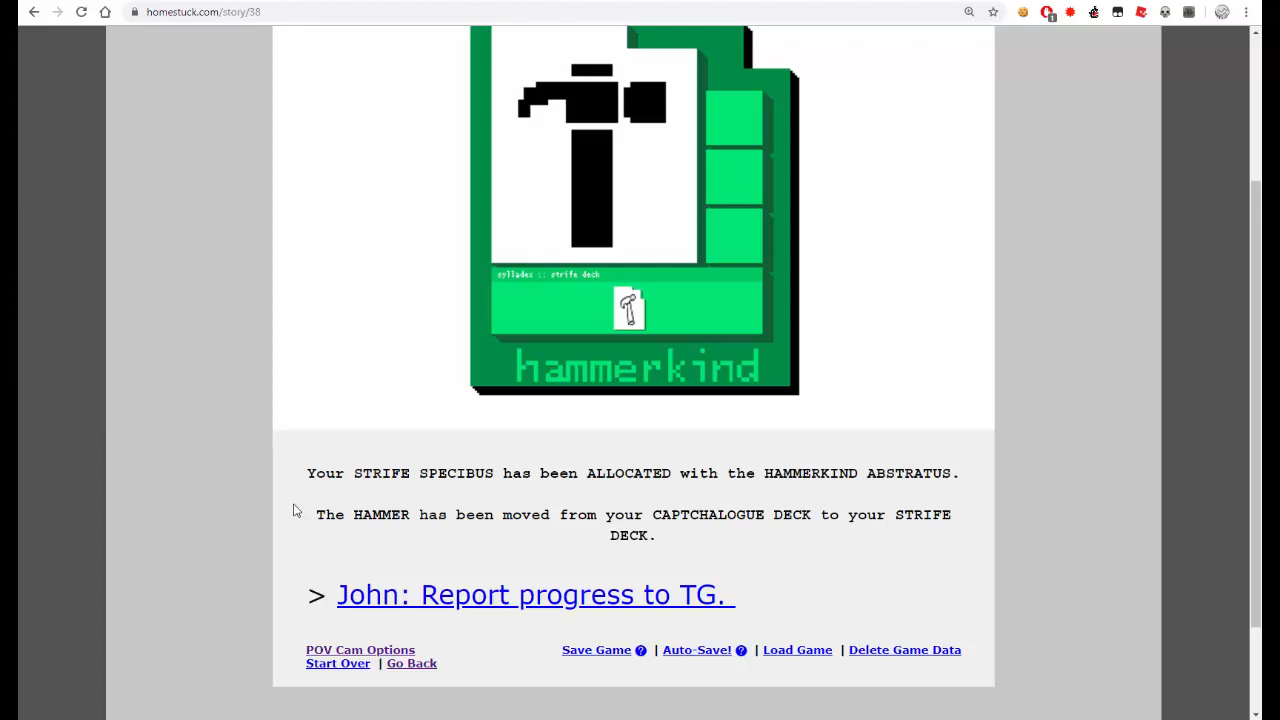 homestuck.com/story/38
1
sylladex :: strife deck
hammerkind
Your STRIFE SPECIBUS has been ALLOCATED with the HAMMERKIND ABSTRATUS.
The HAMMER has been moved from your CAPTCHALOGUE DECK to your STRIFE
DECK.
> John: Report progress to TG.
POV Cam Options
Save Game ? | Auto-Save! ? | Load Game | Delete Game Data
Start Over | Go Back